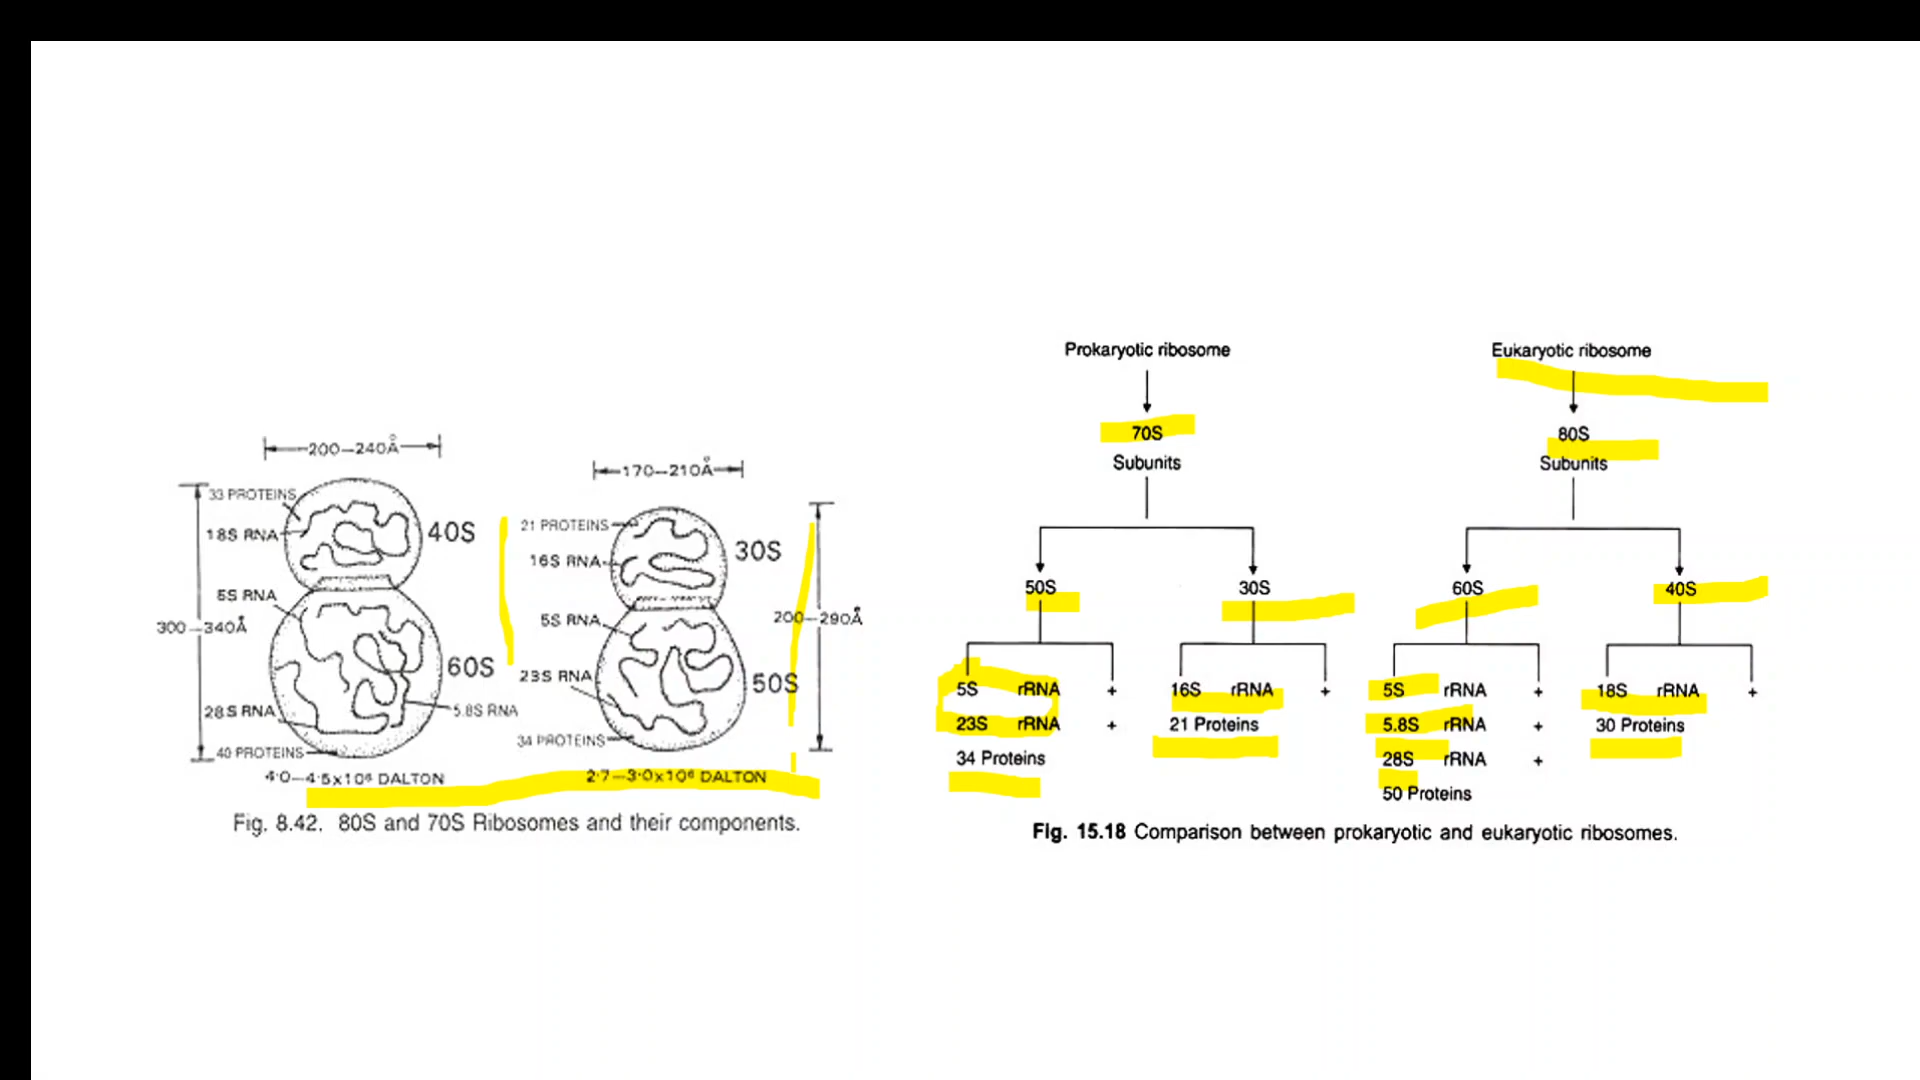 200–240Å
33 PROTEINS
18S RNA
40S
5S RNA
300–340Å
60S
28S RNA
5.8S RNA
40 PROTEINS
4·0–4·5x10⁶ DALTON
170–210Å
21 PROTEINS
16S RNA
30S
5S RNA
200–290Å
23S RNA
50S
34 PROTEINS
2·7–3·0x10⁶ DALTON
Fig. 8.42. 80S and 70S Ribosomes and their components.
Prokaryotic ribosome
70S
Subunits
50S
30S
5S rRNA +
23S rRNA +
34 Proteins
16S rRNA +
21 Proteins
Eukaryotic ribosome
80S
Subunits
60S
40S
5S rRNA +
5.8S rRNA +
28S rRNA +
50 Proteins
18S rRNA +
30 Proteins
Fig. 15.18 Comparison between prokaryotic and eukaryotic ribosomes.